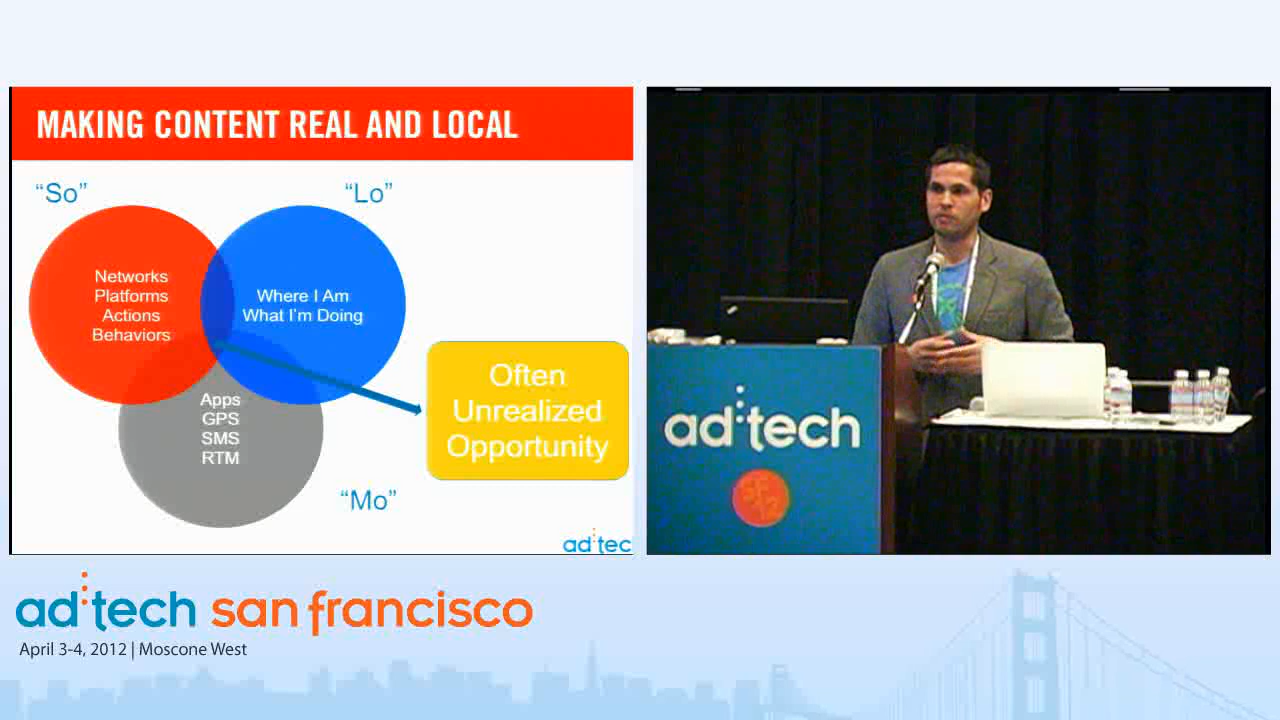 MAKING CONTENT REAL AND LOCAL
“So”
“Lo”
Networks
Platforms
Actions
Behaviors
Where I Am
What I'm Doing
Apps
GPS
SMS
RTM
“Mo”
Often
Unrealized
Opportunity
ad:tec
ad:tech
ad:tech san francisco
April 3-4, 2012 | Moscone West